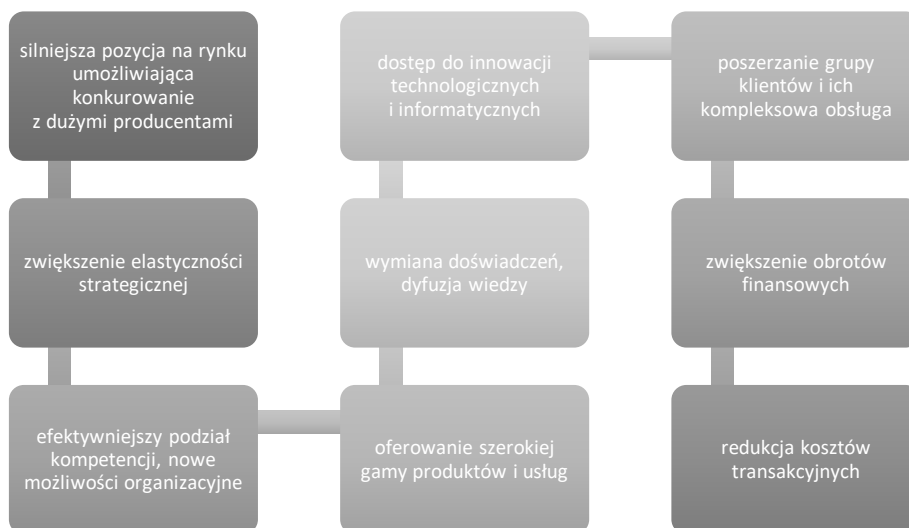 silniejsza pozycja na rynku
umożliwiająca
konkurowanie
z dużymi producentami
zwiększenie elastyczności
strategicznej
efektywniejszy podział
kompetencji, nowe
możliwości organizacyjne
oferowanie szerokiej
gamy produktów i usług
wymiana doświadczeń,
dyfuzja wiedzy
dostęp do innowacji
technologicznych
i informatycznych
poszerzanie grupy
klientów i ich
kompleksowa obsługa
zwiększenie obrotów
finansowych
redukcja kosztów
transakcyjnych